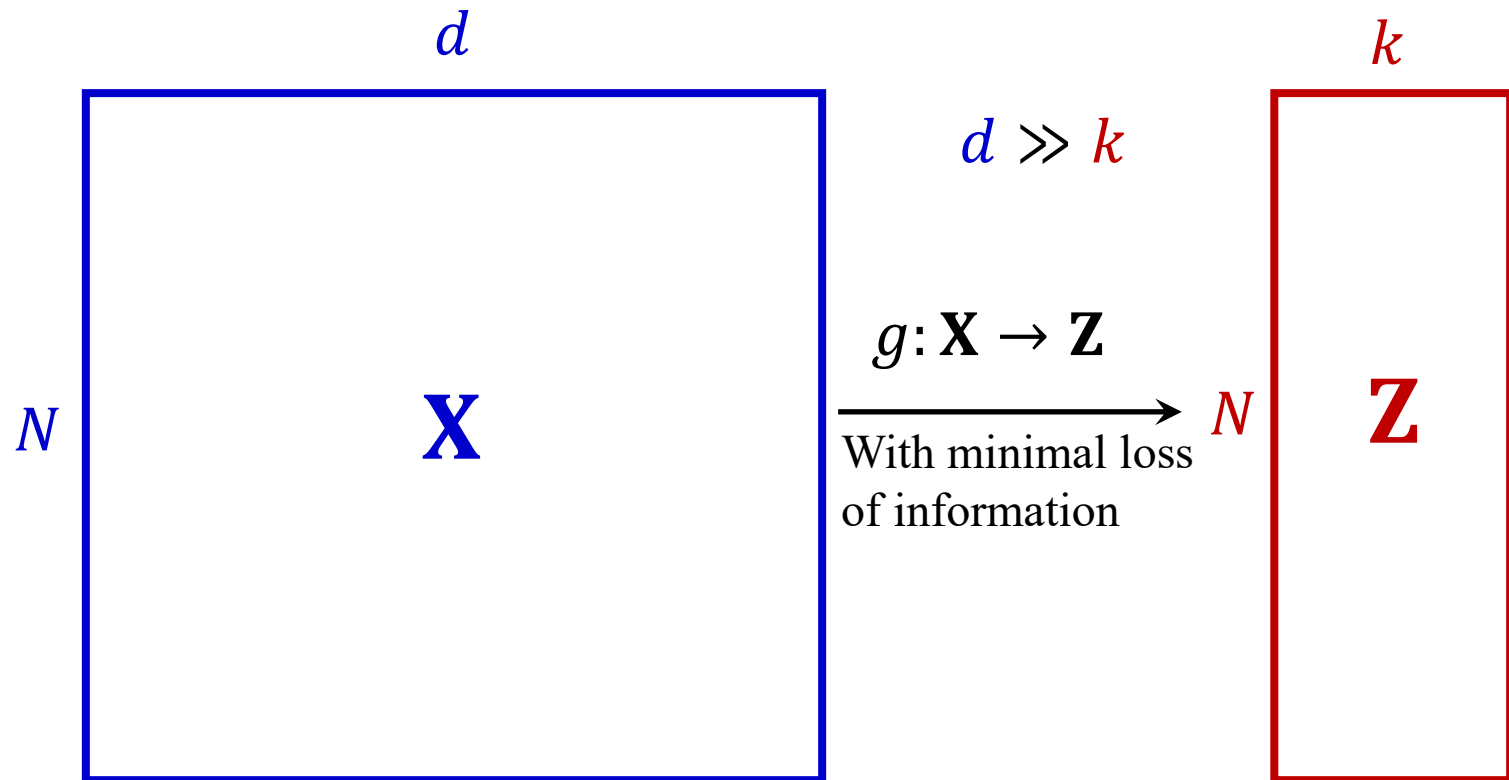 d
k
d ≫ k
g: X → Z
N
X
With minimal loss
of information
N
Z